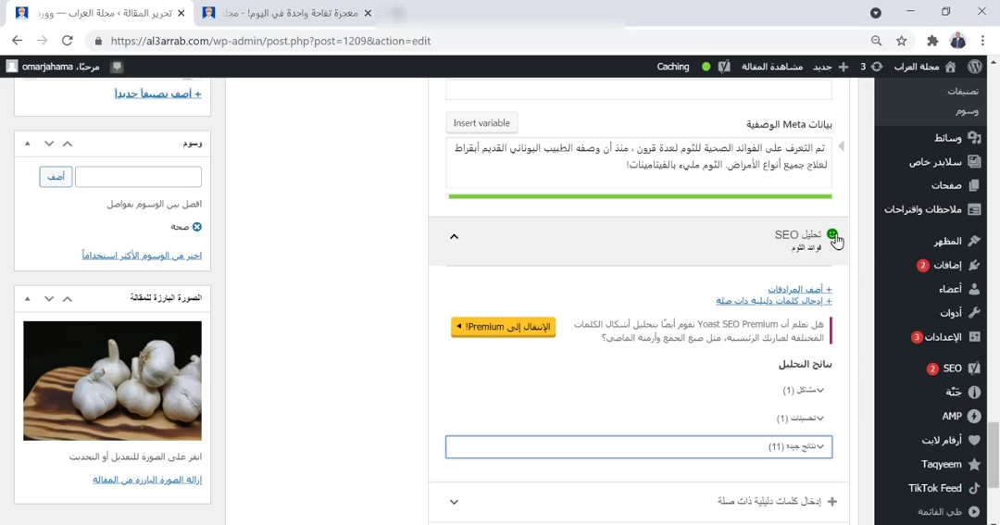 تحرير المقالة ‹ مجلة العراب — وورد
معجزة تفاحة واحدة في اليوم! - مجلة
https://al3arrab.com/wp-admin/post.php?post=1209&action=edit
مجلة العراب
3
جديد
مشاهدة المقالة
Caching
مرحبًا، omarjahama
تصنيفات
وسوم
وسائط
سلايدر خاص
صفحات
ملاحظات واقتراحات
المظهر
إضافات 2
أعضاء
أدوات
الإعدادات 3
SEO 2
جَنّة
AMP
أرقام لايت
Taqyeem
TikTok Feed
طي القائمة
بيانات Meta الوصفية
Insert variable
تم التعرف على الفوائد الصحية للثوم لعدة قرون ، منذ أن وصفه الطبيب اليوناني القديم أبقراط
لعلاج جميع أنواع الأمراض. الثوم مليء بالفيتامينات!
تحليل SEO
فوائد الثوم
+ أضف المرادفات
+ إدخال كلمات دليلية ذات صلة
هل تعلم أن Yoast SEO Premium تقوم أيضًا بتحليل أشكال الكلمات
المختلفة لعبارتك الرئيسية، مثل صيغ الجمع وأزمنة الماضي؟
الإنتقال إلى Premium!
نتائج التحليل
مشاكل (1)
تحسينات (1)
نتائج جيدة (11)
إدخال كلمات دليلية ذات صلة
+ أضف تصنيفاً جديداً
وسوم
أضف
افصل بين الوسوم بفواصل
صحة
اختر من الوسوم الأكثر استخداماً
الصورة البارزة للمقالة
انقر على الصورة للتعديل أو التحديث
إزالة الصورة البارزة من المقالة